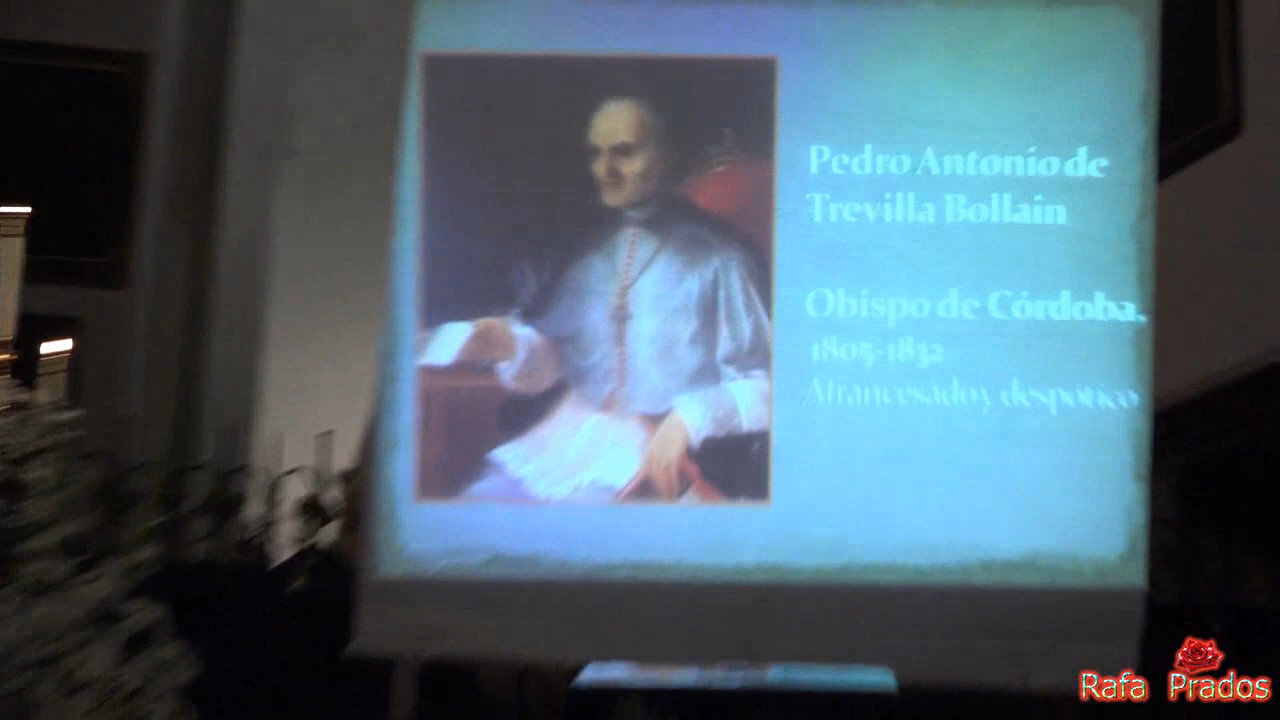 Pedro Antonio de
Trevilla Bollain
Obispo de Córdoba.
1805-1832
Afrancesado y despótico
Rafa Prados